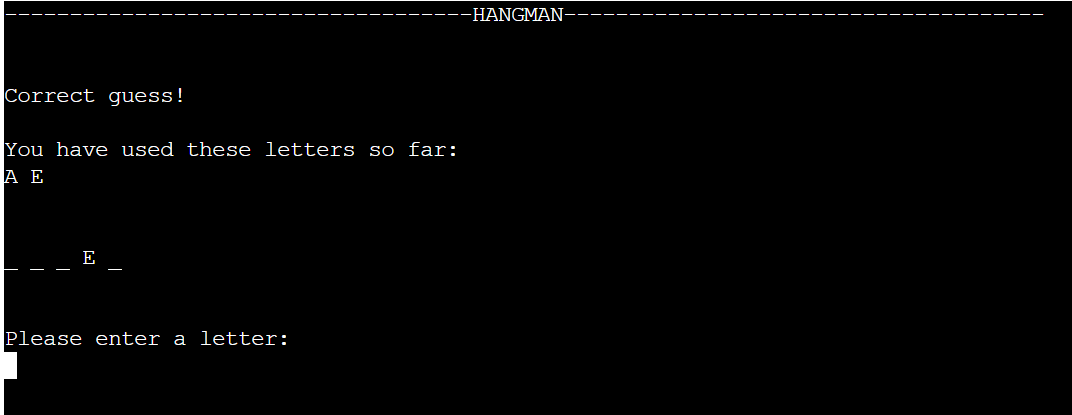 ------------------------------------HANGMAN-------------------------------------
Correct guess!
You have used these letters so far:
A E
_ _ _ E _
Please enter a letter: